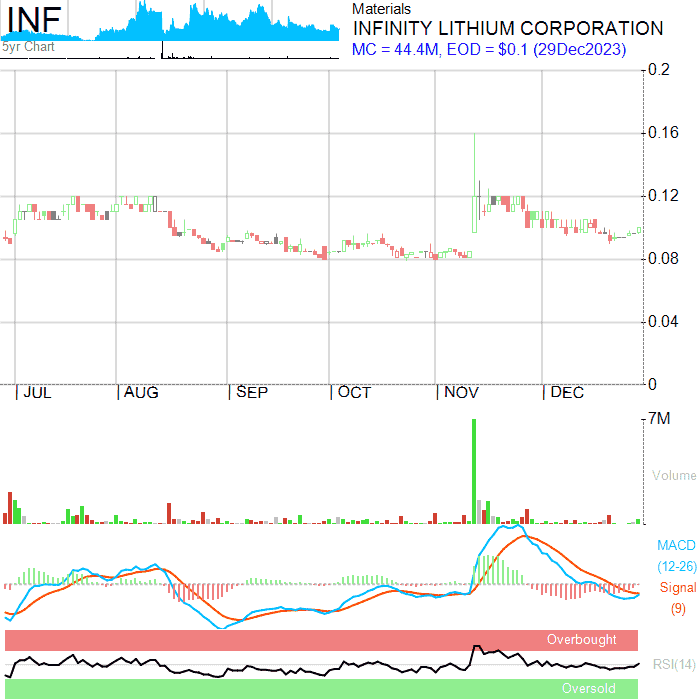 INF
5yr Chart
Materials
INFINITY LITHIUM CORPORATION
MC = 44.4M, EOD = $0.1 (29Dec2023)
0.2
0.16
0.12
0.08
0.04
0
JUL AUG SEP OCT NOV DEC
7M
Volume
MACD
(12-26)
Signal
(9)
Overbought
RSI(14)
Oversold